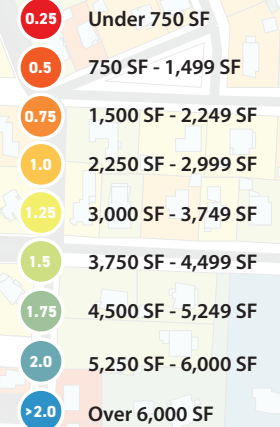 0.25 Under 750 SF
0.5 750 SF - 1,499 SF
0.75 1,500 SF - 2,249 SF
1.0 2,250 SF - 2,999 SF
1.25 3,000 SF - 3,749 SF
1.5 3,750 SF - 4,499 SF
1.75 4,500 SF - 5,249 SF
2.0 5,250 SF - 6,000 SF
>2.0 Over 6,000 SF